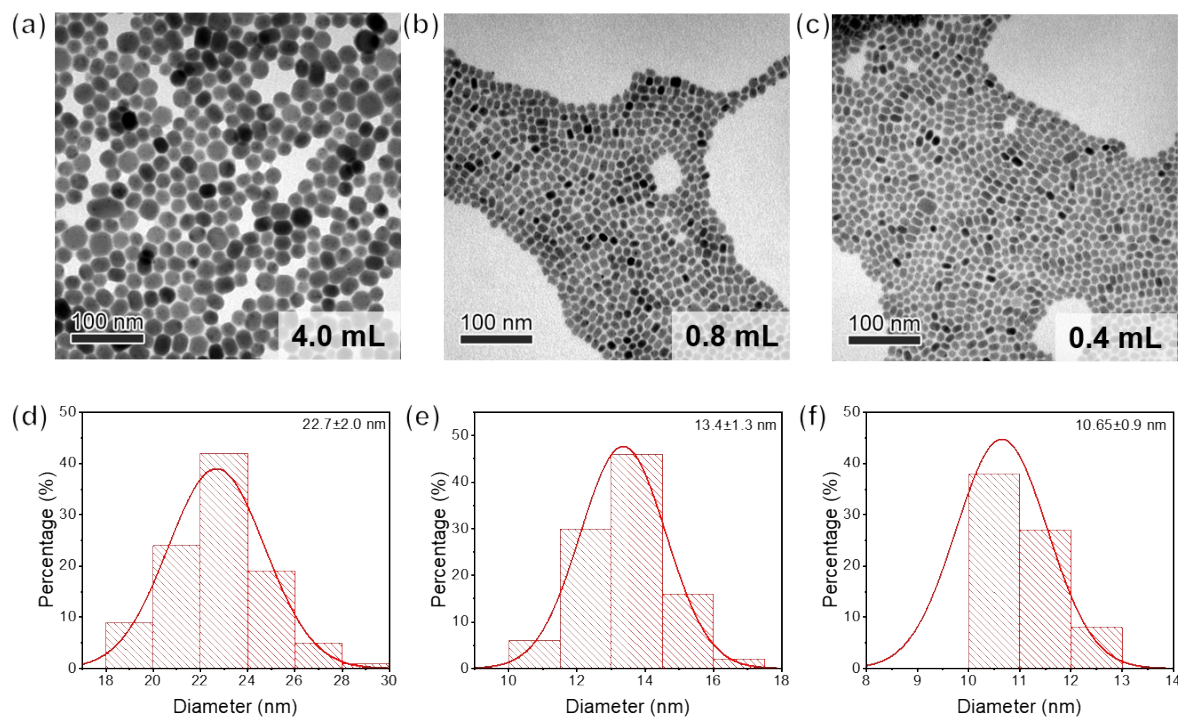 (a)
100 nm
4.0 mL
(b)
100 nm
0.8 mL
(c)
100 nm
0.4 mL
(d)
22.7±2.0 nm
Percentage (%)
50
40
30
20
10
0
18 20 22 24 26 28 30
Diameter (nm)
(e)
13.4±1.3 nm
Percentage (%)
50
40
30
20
10
0
10 12 14 16 18
Diameter (nm)
(f)
10.65±0.9 nm
Percentage (%)
50
40
30
20
10
0
8 9 10 11 12 13 14
Diameter (nm)